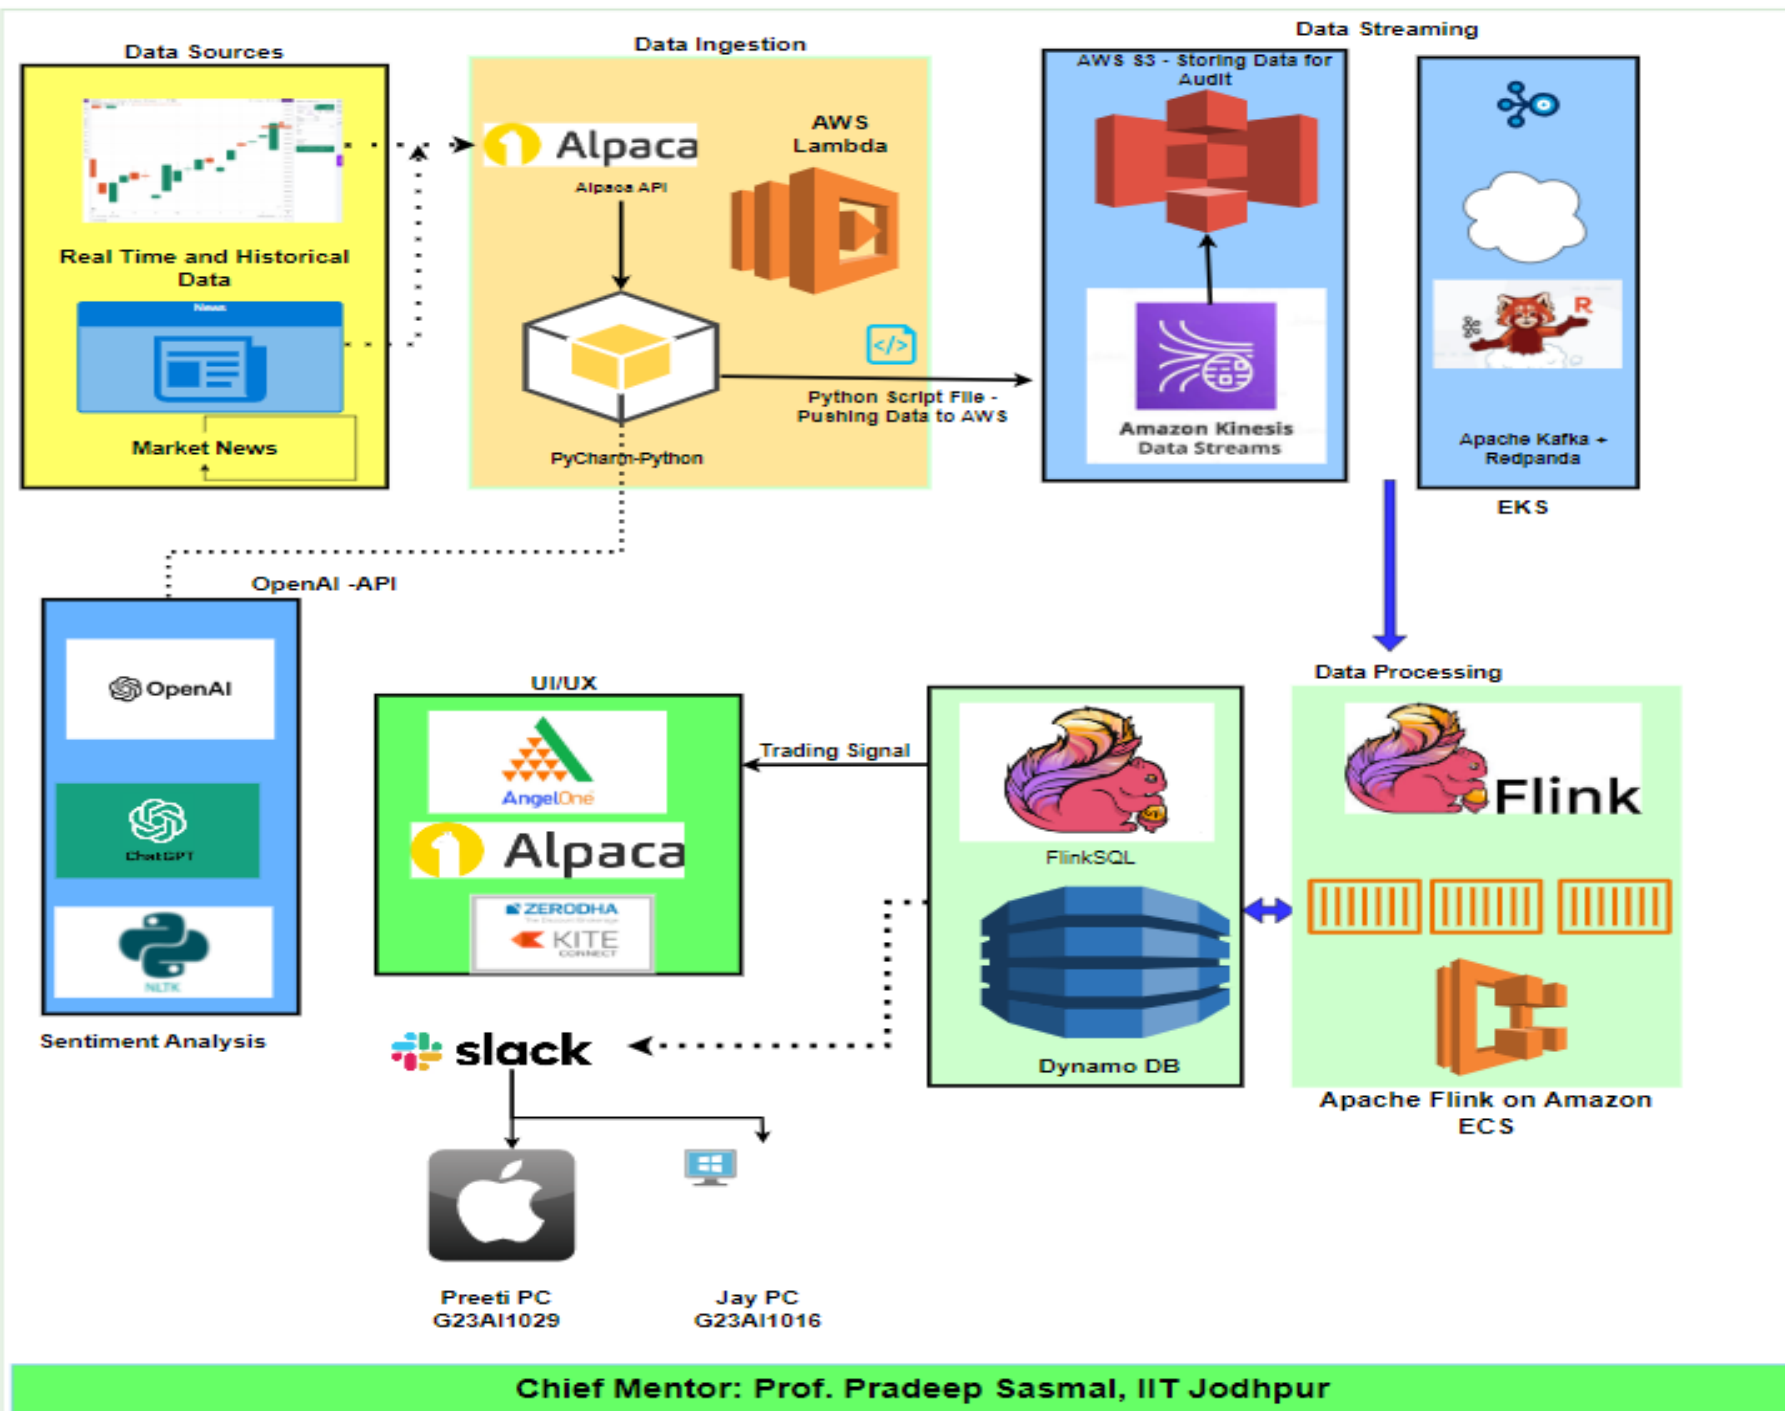 Data Sources
Real Time and Historical
Data
News
Market News
Data Ingestion
Alpaca
Alpaca API
AWS
Lambda
</>
Python Script File -
Pushing Data to AWS
PyCharm-Python
Data Streaming
AWS S3 - Storing Data for
Audit
Amazon Kinesis
Data Streams
R
Apache Kafka +
Redpanda
EKS
OpenAI -API
OpenAI
ChatGPT
NLTK
Sentiment Analysis
UI/UX
AngelOne
Alpaca
ZERODHA
KITE
CONNECT
Trading Signal
FlinkSQL
Dynamo DB
Data Processing
Flink
Apache Flink on Amazon
ECS
slack
Preeti PC
G23AI1029
Jay PC
G23AI1016
Chief Mentor: Prof. Pradeep Sasmal, IIT Jodhpur